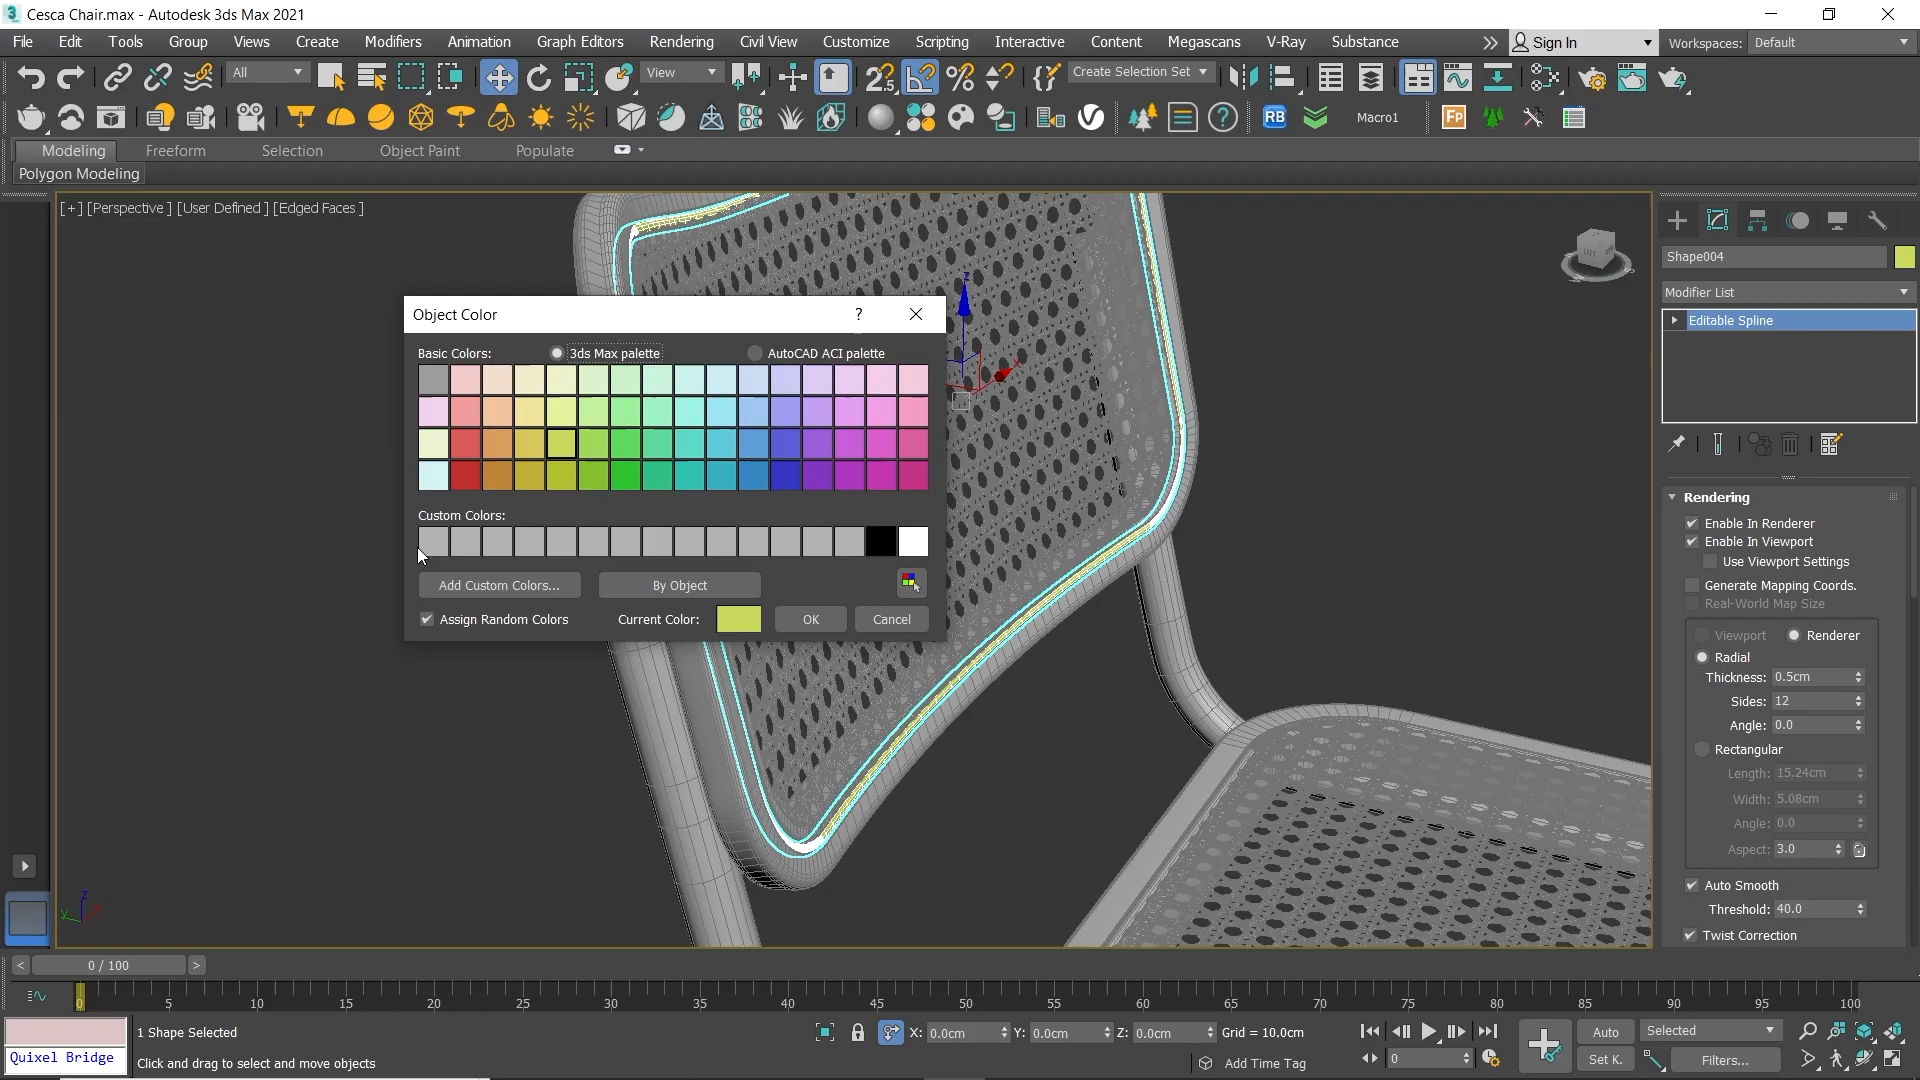 Cesca Chair.max - Autodesk 3ds Max 2021
File Edit Tools Group Views Create Modifiers Animation Graph Editors Rendering Civil View Customize Scripting Interactive Content Megascans V-Ray Substance Sign In Workspaces: Default
All View Create Selection Set
RB Macro1 Fp
Modeling Freeform Selection Object Paint Populate
Polygon Modeling
[+] [Perspective ] [User Defined ] [Edged Faces ]
Shape004
Modifier List
Editable Spline
Object Color ?
Basic Colors: 3ds Max palette AutoCAD ACI palette
Custom Colors:
Add Custom Colors... By Object
Assign Random Colors Current Color: OK Cancel
z
LEFT
Rendering
Enable In Renderer
Enable In Viewport
Use Viewport Settings
Generate Mapping Coords.
Real-World Map Size
Viewport Renderer
Radial
Thickness: 0.5cm
Sides: 12
Angle: 0.0
Rectangular
Length: 15.24cm
Width: 5.08cm
Angle: 0.0
Aspect: 3.0
Auto Smooth
Threshold: 40.0
Twist Correction
z
y
< 0 / 100 >
0 5 10 15 20 25 30 35 40 45 50 55 60 65 70 75 80 85 90 95 100
1 Shape Selected X: 0.0cm Y: 0.0cm Z: 0.0cm Grid = 10.0cm Auto Selected
Quixel Bridge Click and drag to select and move objects Add Time Tag 0 Set K. Filters...